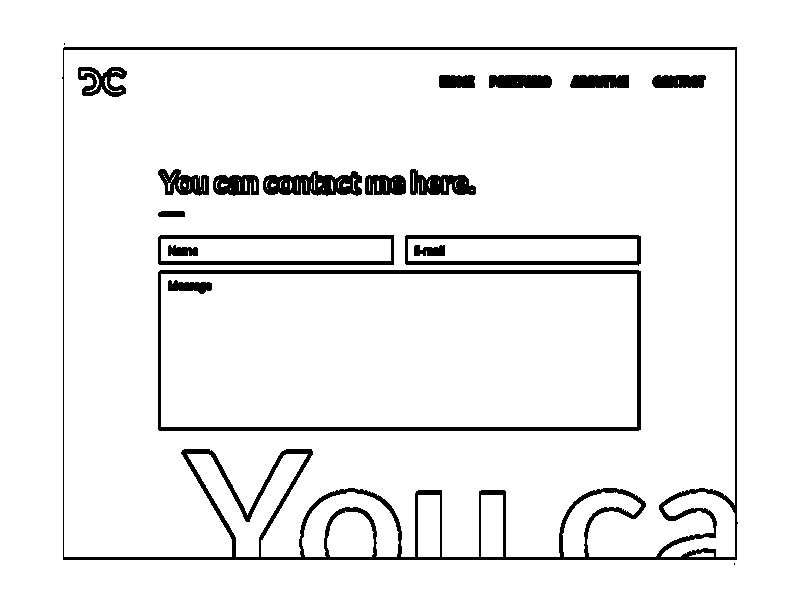 DC
HOME PORTFOLIO ABOUT ME CONTACT
You can contact me here.
Name E-mail
Message
You ca